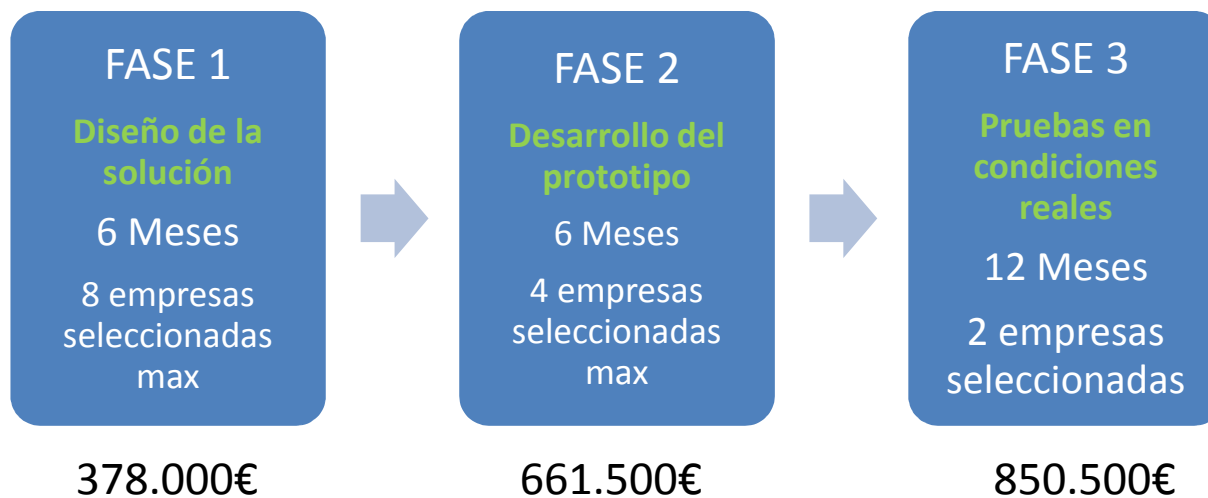 FASE 1
Diseño de la
solución
6 Meses
8 empresas
seleccionadas
max
378.000€
FASE 2
Desarrollo del
prototipo
6 Meses
4 empresas
seleccionadas
max
661.500€
FASE 3
Pruebas en
condiciones
reales
12 Meses
2 empresas
seleccionadas
850.500€